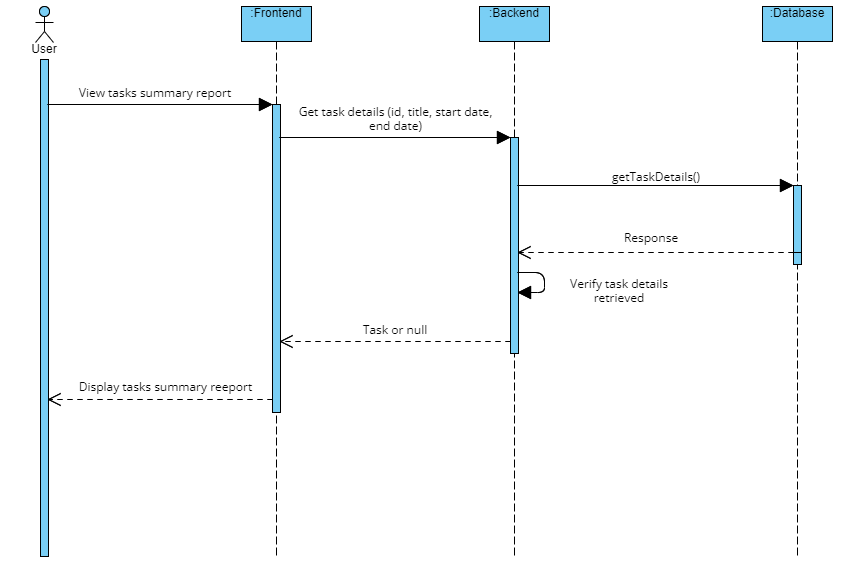 :Frontend
:Backend
:Database
User
View tasks summary report
Get task details (id, title, start date,
end date)
getTaskDetails()
Response
Verify task details
retrieved
Task or null
Display tasks summary reeport